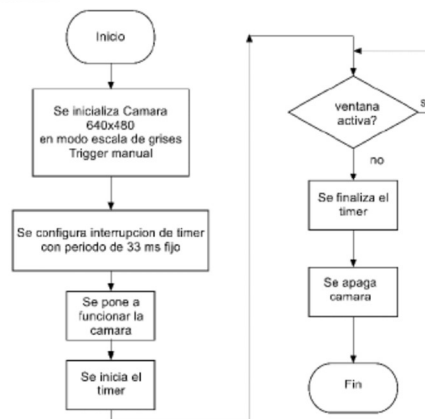 Inicio
Se inicializa Camara
640x480
en modo escala de grises
Trigger manual
Se configura interrupcion de timer
con periodo de 33 ms fijo
Se pone a
funcionar la
camara
Se inicia el
timer
ventana
activa?
no
Se finaliza el
timer
Se apaga
camara
Fin